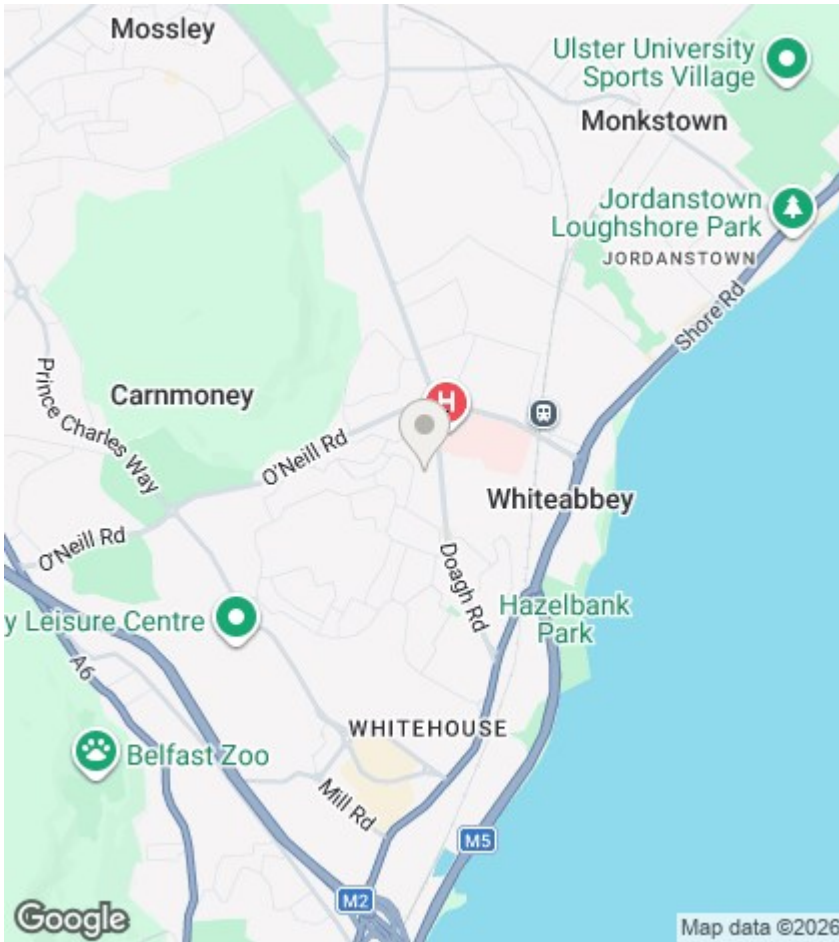 Mossley
Ulster University
Sports Village
Monkstown
Jordanstown
Loughshore Park
JORDANSTOWN
Shore Rd
Prince Charles Way
Carnmoney
H
O'Neill Rd
Whiteabbey
O'Neill Rd
Doagh Rd
Hazelbank
Park
y Leisure Centre
A6
WHITEHOUSE
Belfast Zoo
Mill Rd
M5
M2
Google
Map data ©2026